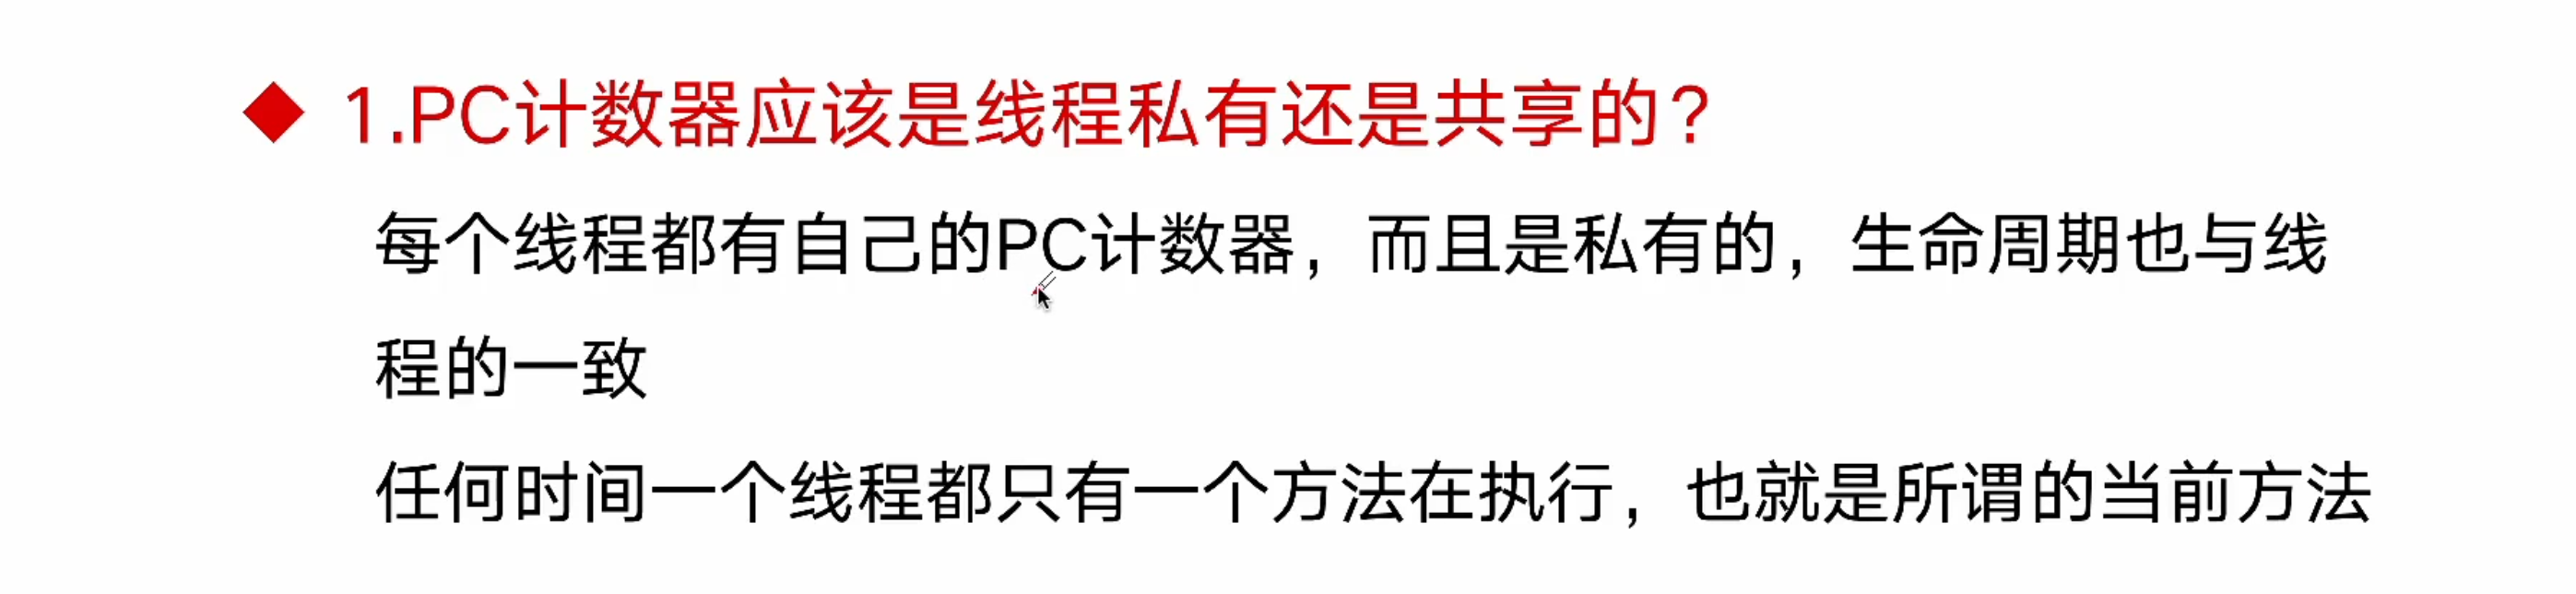 1.PC计数器应该是线程私有还是共享的？
每个线程都有自己的PC计数器，而且是私有的，生命周期也与线
程的一致
任何时间一个线程都只有一个方法在执行，也就是所谓的当前方法